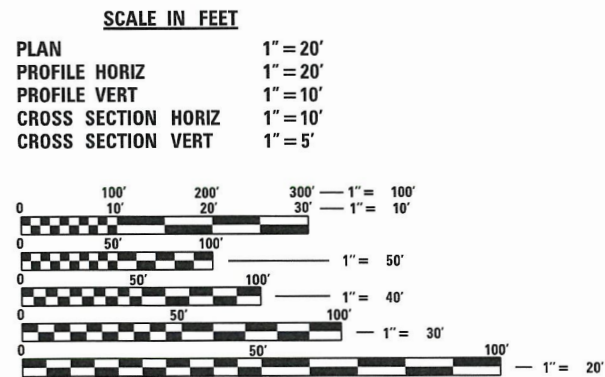 SCALE IN FEET
PLAN 1" = 20'
PROFILE HORIZ 1" = 20'
PROFILE VERT 1" = 10'
CROSS SECTION HORIZ 1" = 10'
CROSS SECTION VERT 1" = 5'
100' 200' 300' 1" = 100'
0 10' 20' 30' 1" = 10'
0 50' 100'
1" = 50'
0 50' 100'
1" = 40'
0 50' 100'
1" = 30'
0 50' 100'
1" = 20'